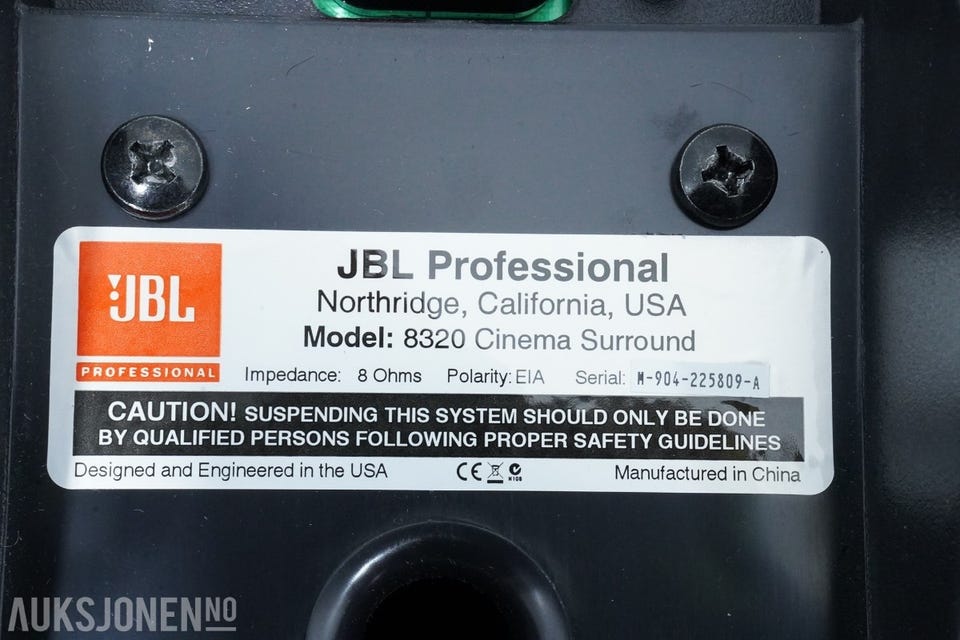 JBL
PROFESSIONAL
JBL Professional
Northridge, California, USA
Model: 8320 Cinema Surround
Impedance: 8 Ohms Polarity: EIA Serial: M-904-225809-A
CAUTION! SUSPENDING THIS SYSTEM SHOULD ONLY BE DONE
BY QUALIFIED PERSONS FOLLOWING PROPER SAFETY GUIDELINES
Designed and Engineered in the USA CE N108 Manufactured in China
AUKSJONEN NO